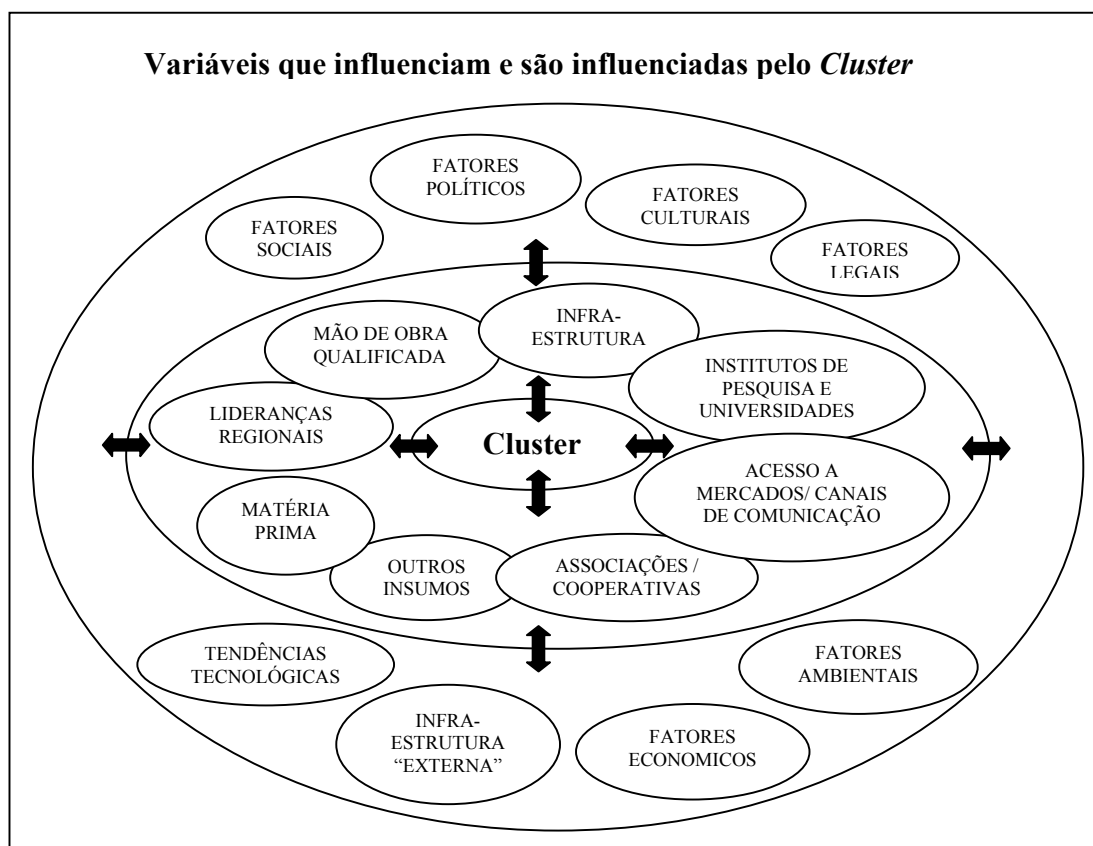 Variáveis que influenciam e são influenciadas pelo Cluster
FATORES
POLÍTICOS
FATORES
CULTURAIS
FATORES
SOCIAIS
FATORES
LEGAIS
INFRA-
ESTRUTURA
MÃO DE OBRA
QUALIFICADA
INSTITUTOS DE
PESQUISA E
UNIVERSIDADES
LIDERANÇAS
REGIONAIS
Cluster
ACESSO A
MERCADOS/ CANAIS
DE COMUNICAÇÃO
MATÉRIA
PRIMA
OUTROS
INSUMOS
ASSOCIAÇÕES /
COOPERATIVAS
TENDÊNCIAS
TECNOLÓGICAS
FATORES
AMBIENTAIS
INFRA-
ESTRUTURA
“EXTERNA”
FATORES
ECONOMICOS